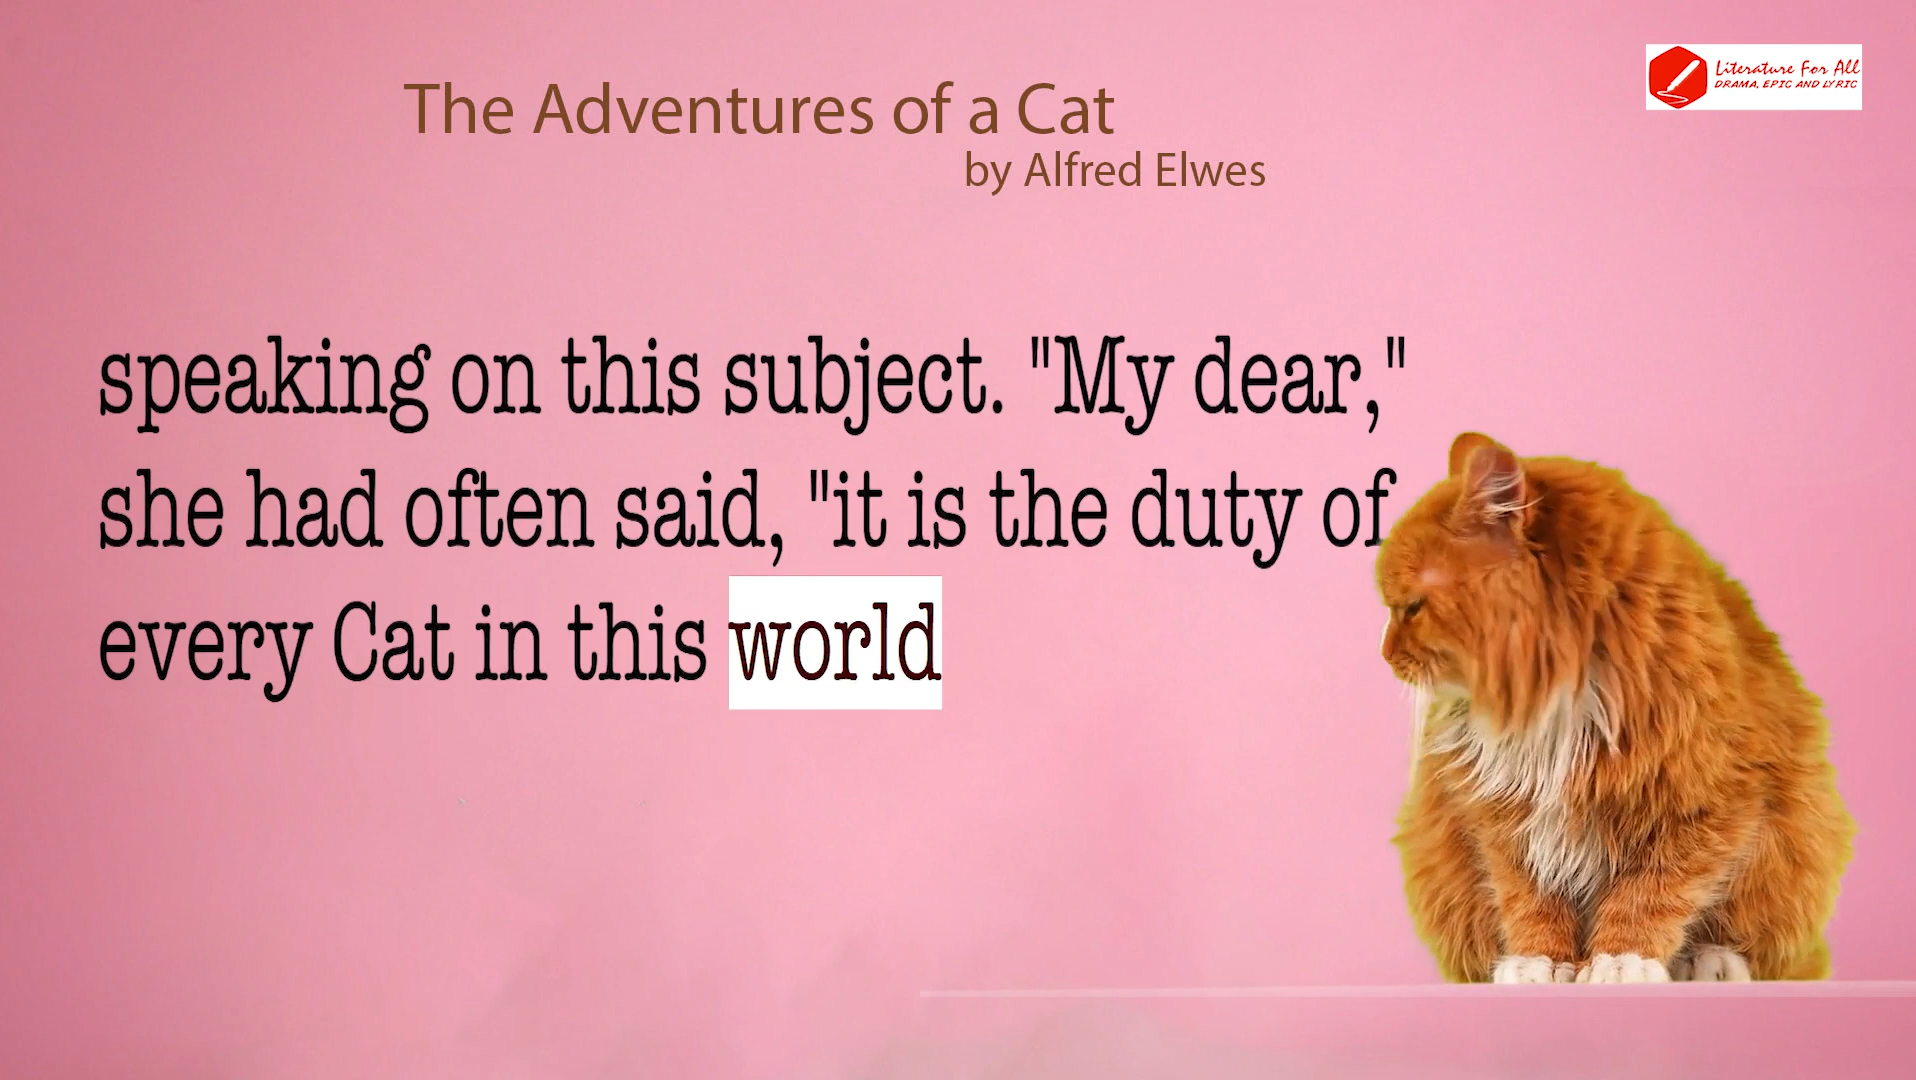 Literature For All
DRAMA, EPIC AND LYRIC
The Adventures of a Cat
by Alfred Elwes
speaking on this subject. "My dear,"
she had often said, "it is the duty of
every Cat in this world